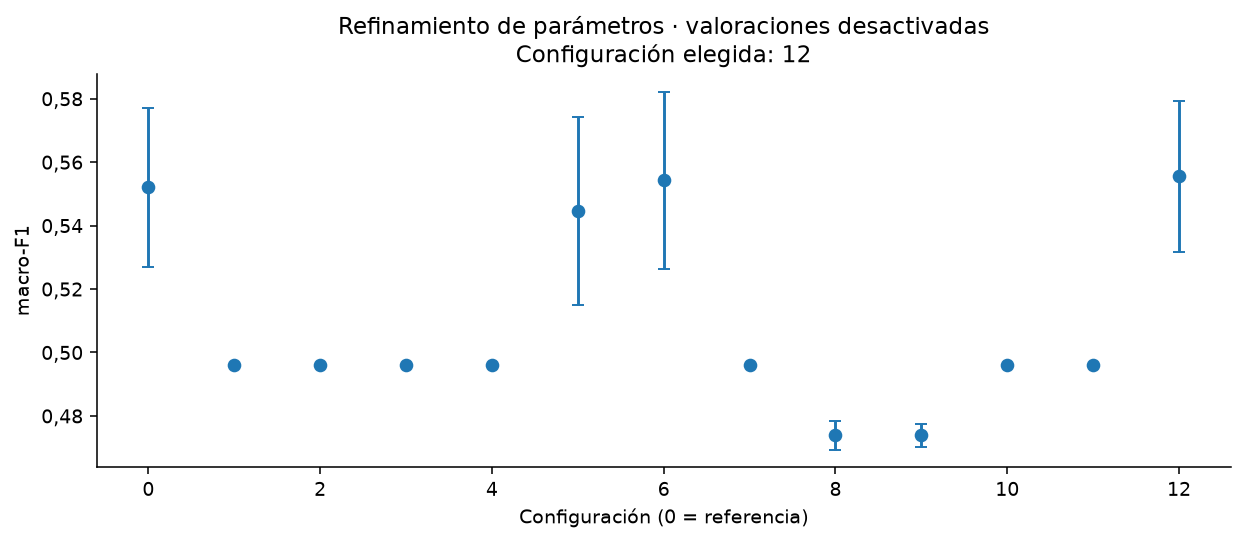 Refinamiento de parámetros · valoraciones desactivadas
Configuración elegida: 12
macro-F1
0,58
0,56
0,54
0,52
0,50
0,48
0 2 4 6 8 10 12
Configuración (0 = referencia)